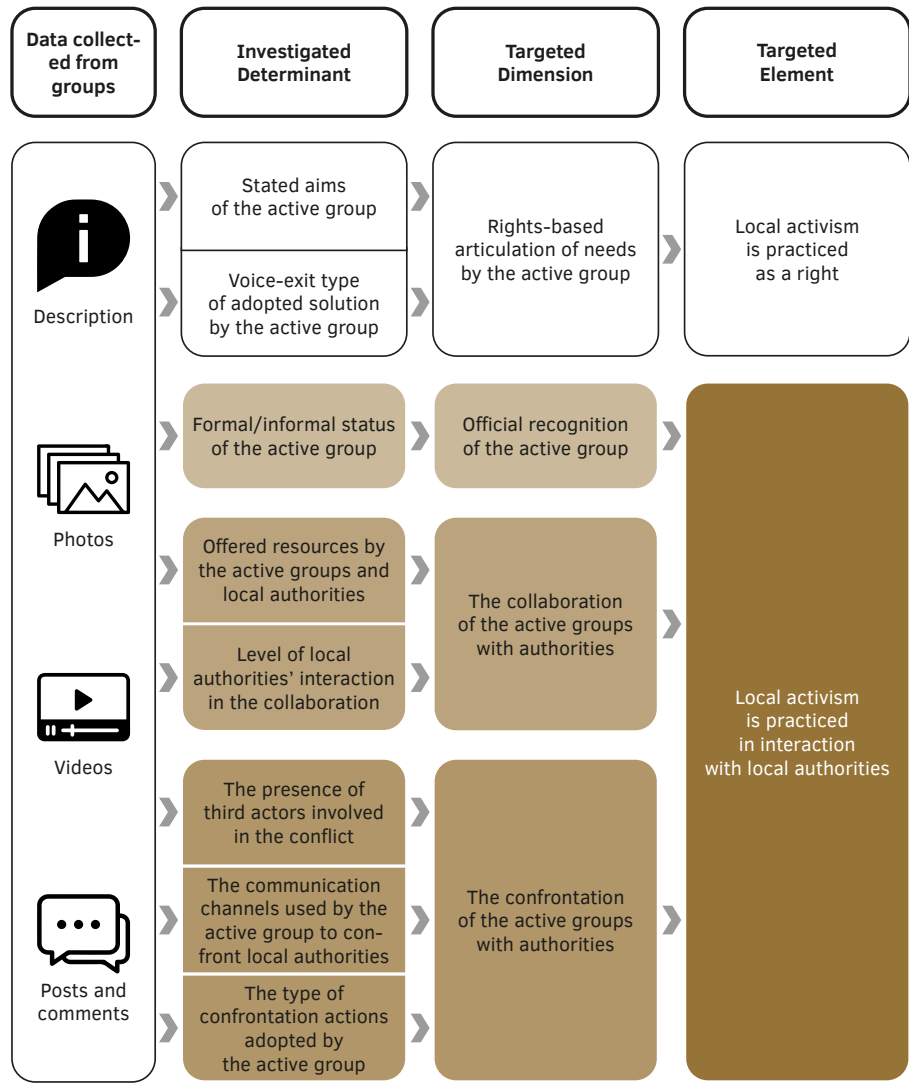 Data collect-
ed from
groups
Investigated
Determinant
Targeted
Dimension
Targeted
Element
Description
Photos
Videos
Posts and
comments
Stated aims
of the active group
Voice-exit type
of adopted solution
by the active group
Rights-based
articulation of needs
by the active group
Local activism
is practiced
as a right
Formal/informal status
of the active group
Official recognition
of the active group
Offered resources by
the active groups and
local authorities
Level of local
authorities’ interaction
in the collaboration
The collaboration
of the active groups
with authorities
The presence of
third actors involved
in the conflict
The communication
channels used by the
active group to con-
front local authorities
The type of
confrontation actions
adopted by
the active group
The confrontation
of the active groups
with authorities
Local activism
is practiced
in interaction
with local authorities